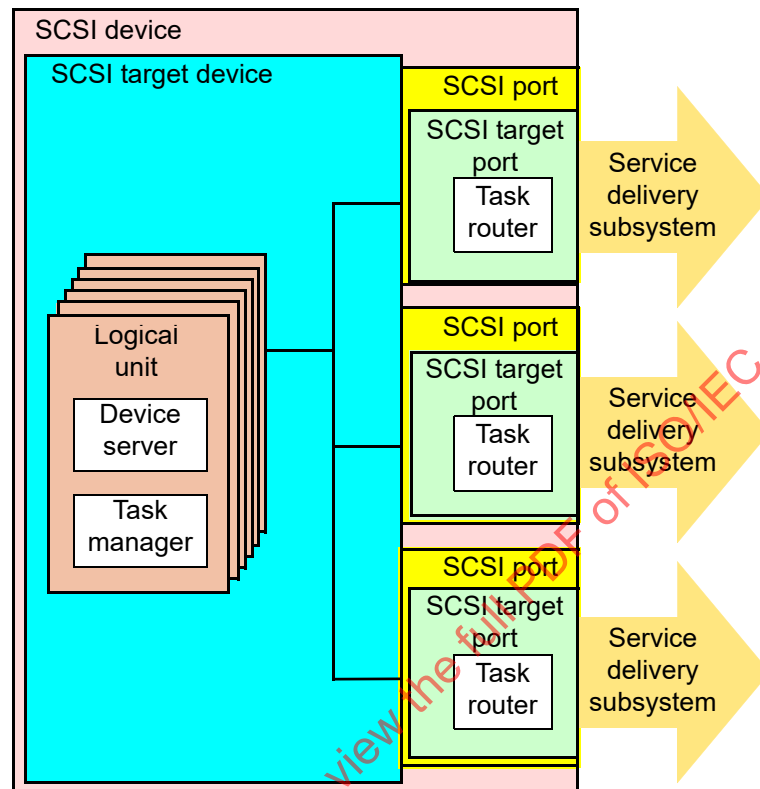 SCSI device
SCSI target device
SCSI port
SCSI target
port
Task
router
Service
delivery
subsystem
Logical
unit
Device
server
Task
manager
SCSI port
SCSI target
port
Task
router
Service
delivery
subsystem
SCSI port
SCSI target
port
Task
router
Service
delivery
subsystem
view the full PDF of ISO/IEC